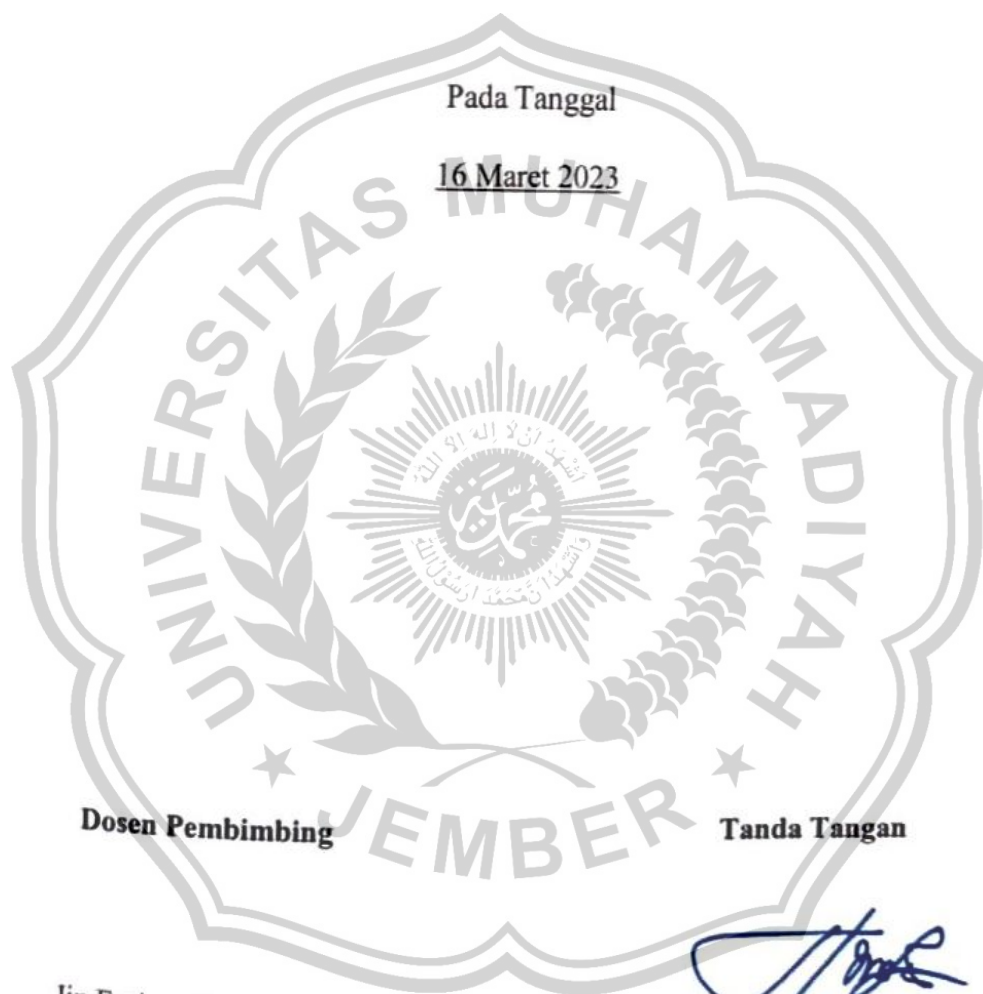 Pada Tanggal
16 Maret 2023
UNIVERSITAS MUHAMMADIYAH
JEMBER
Dosen Pembimbing
Tanda Tangan